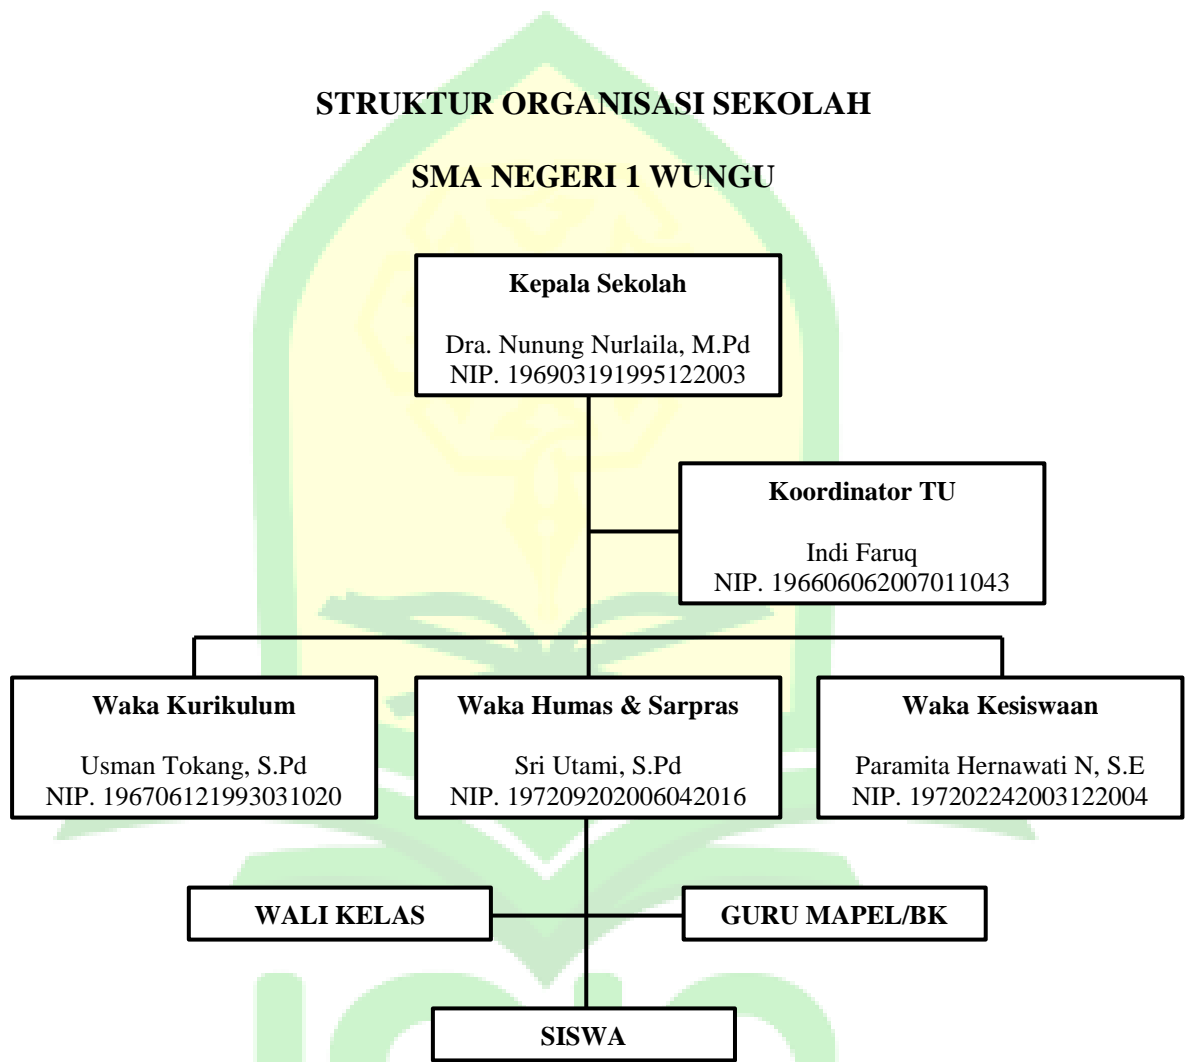 STRUKTUR ORGANISASI SEKOLAH
SMA NEGERI 1 WUNGU
Kepala Sekolah
Dra. Nunung Nurlaila, M.Pd
NIP. 196903191995122003
Koordinator TU
Indi Faruq
NIP. 196606062007011043
Waka Kurikulum
Usman Tokang, S.Pd
NIP. 196706121993031020
Waka Humas & Sarpras
Sri Utami, S.Pd
NIP. 197209202006042016
Waka Kesiswaan
Paramita Hernawati N, S.E
NIP. 197202242003122004
WALI KELAS
GURU MAPEL/BK
SISWA